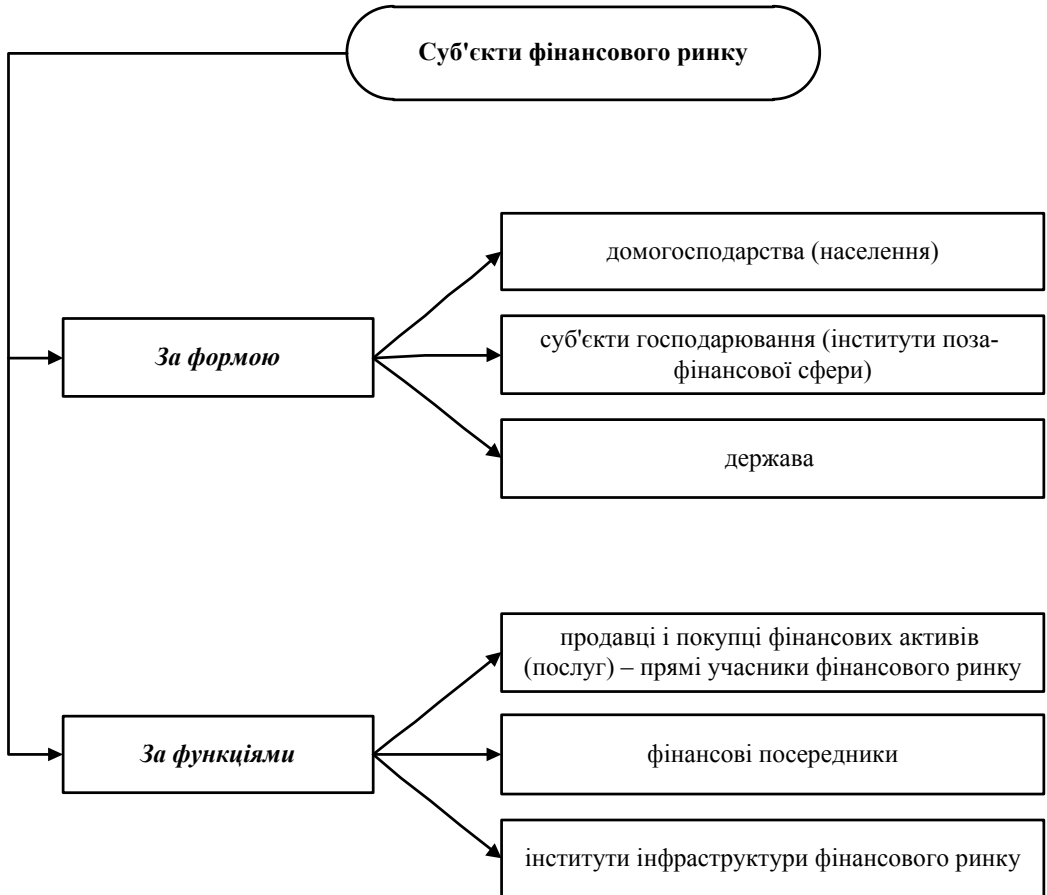 Суб'єкти фінансового ринку
домогосподарства (населення)
За формою
суб'єкти господарювання (інститути поза-
фінансової сфери)
держава
продавці і покупці фінансових активів
(послуг) – прямі учасники фінансового ринку
За функціями
фінансові посередники
інститути інфраструктури фінансового ринку